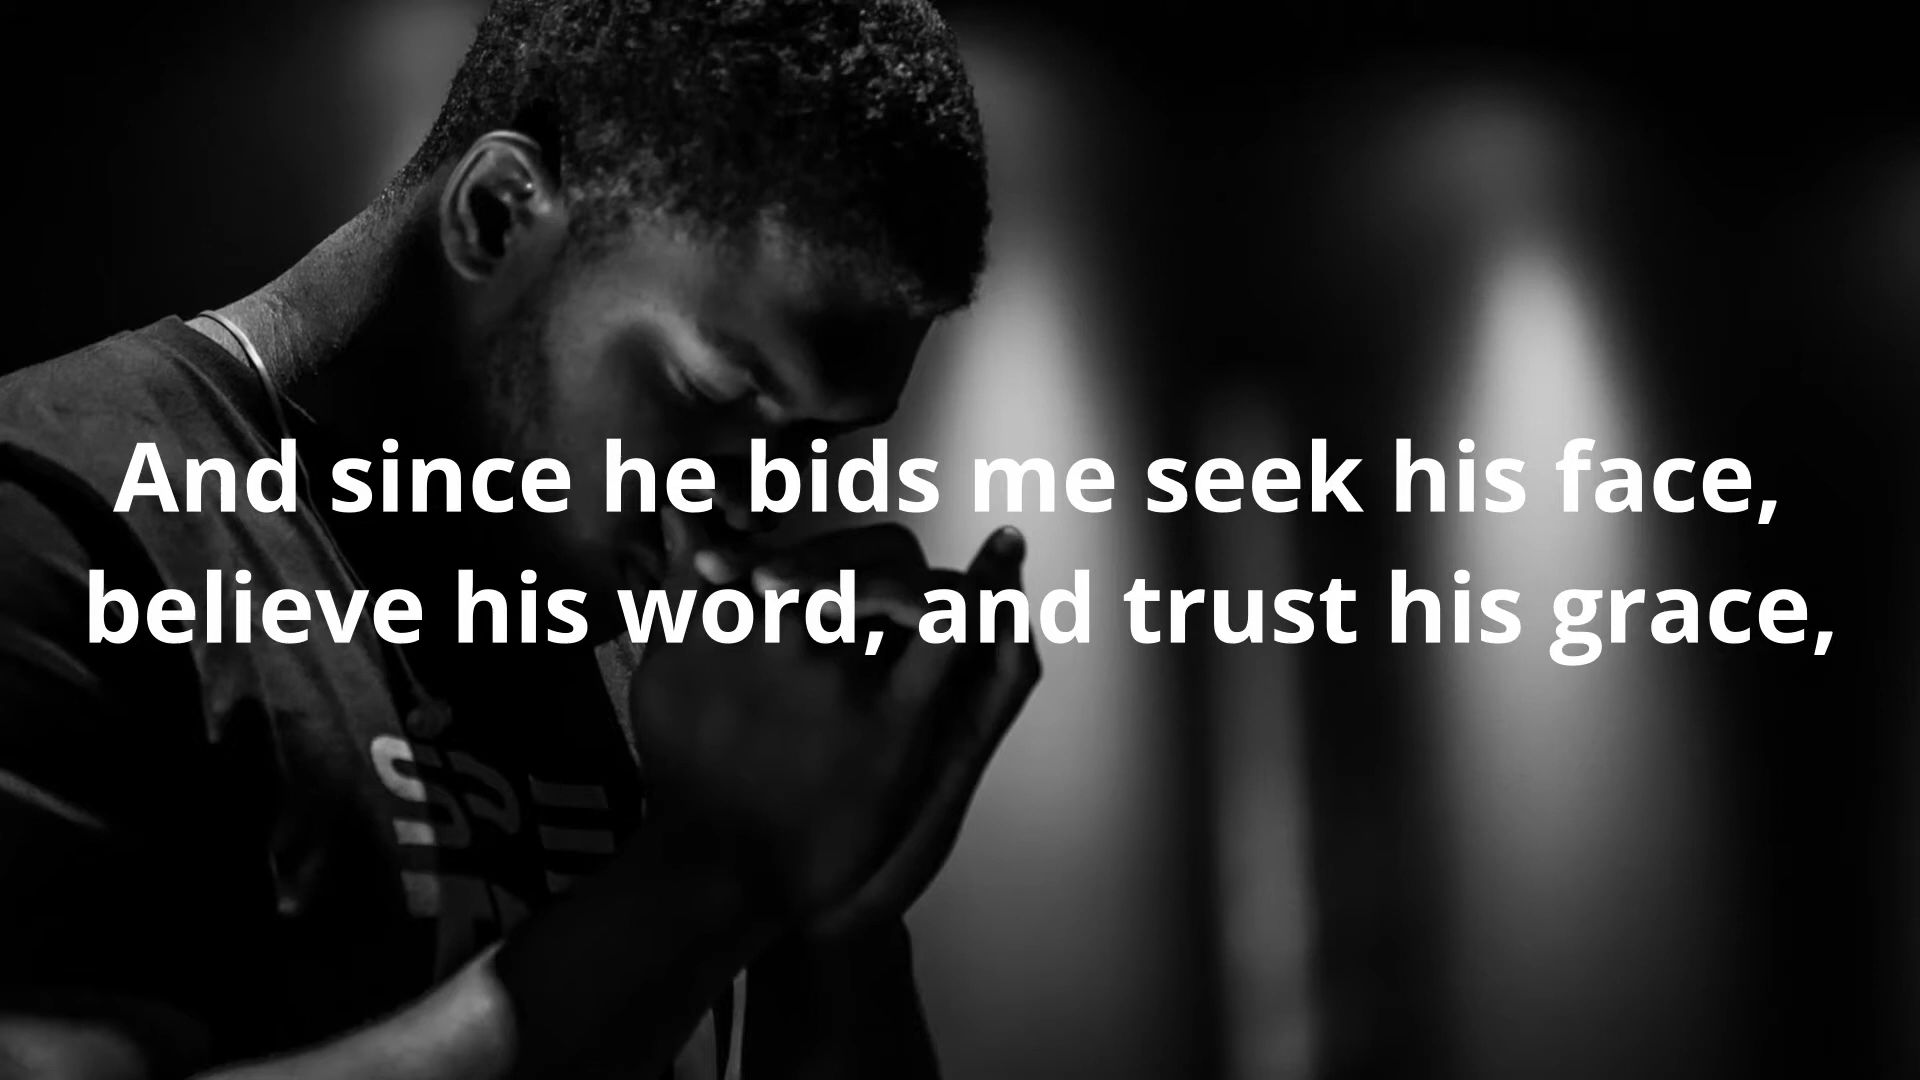 And since he bids me seek his face,
believe his word, and trust his grace,